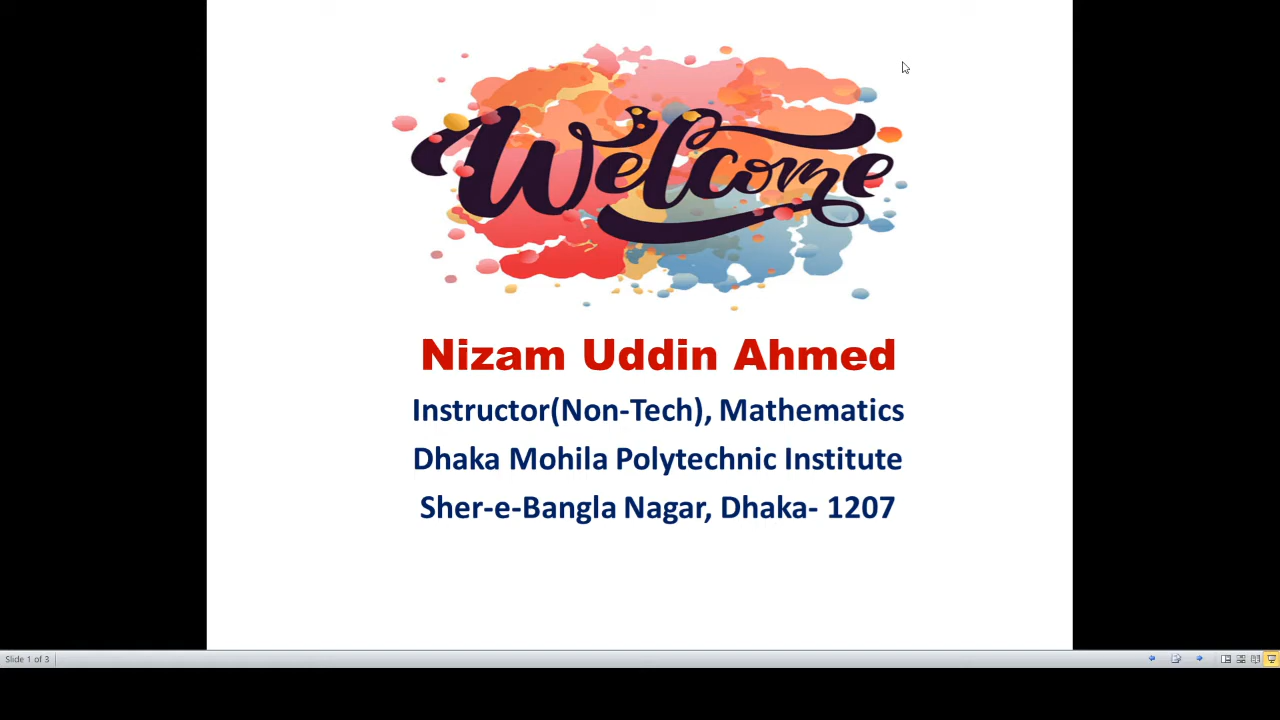 Welcome
Nizam Uddin Ahmed
Instructor(Non-Tech), Mathematics
Dhaka Mohila Polytechnic Institute
Sher-e-Bangla Nagar, Dhaka- 1207
Slide 1 of 3